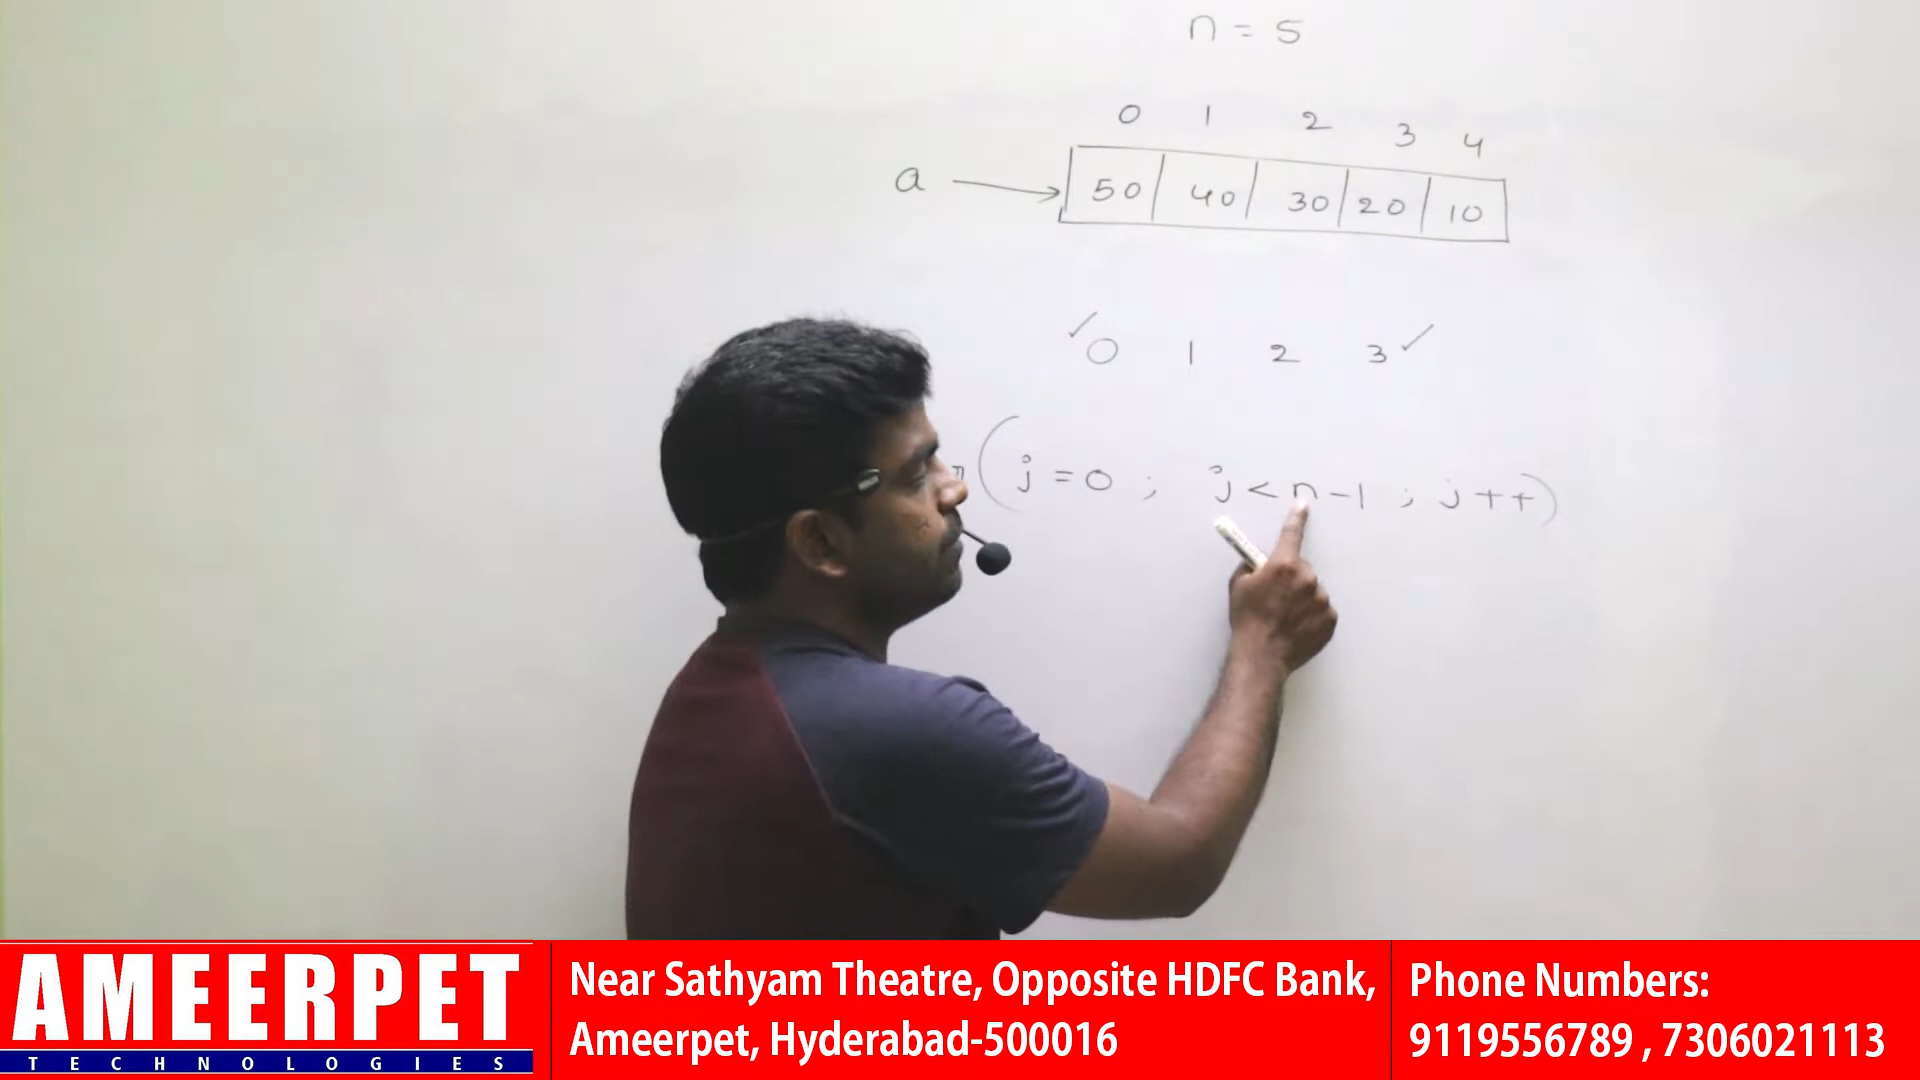 n = 5
0 1 2 3 4
a → 50 40 30 20 10
✓0 1 2 3✓
(j = 0 ; j < n - 1 ; j + +)
AMEERPET
TECHNOLOGIES
Near Sathyam Theatre, Opposite HDFC Bank,
Ameerpet, Hyderabad-500016
Phone Numbers:
9119556789 , 7306021113